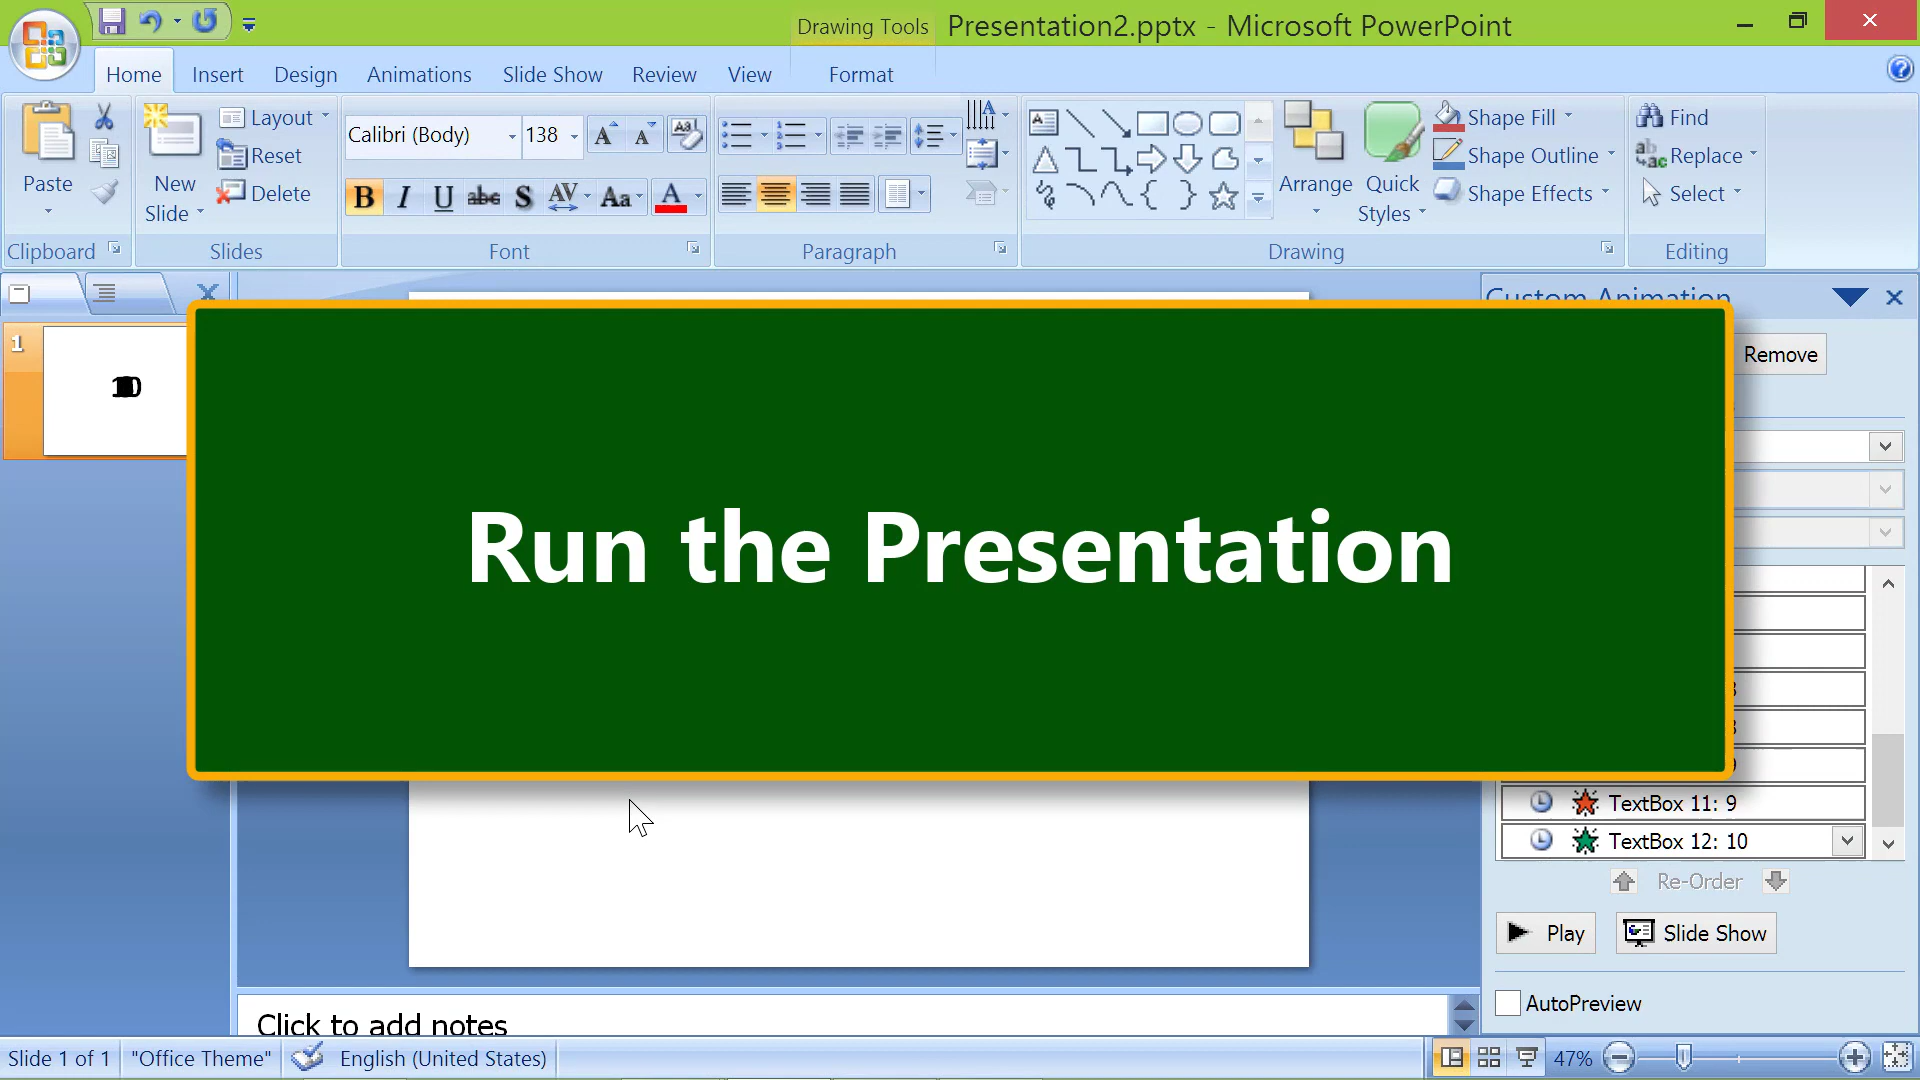 Drawing Tools
Presentation2.pptx - Microsoft PowerPoint
Home Insert Design Animations Slide Show Review View Format
Paste
Clipboard
New Slide
Layout
Reset
Delete
Slides
Calibri (Body) 138
B I U abc S AV Aa A
Font
Paragraph
Arrange
Quick Styles
Shape Fill
Shape Outline
Shape Effects
Drawing
Find
Replace
Select
Editing
Custom Animation
Remove
1
Run the Presentation
TextBox 11: 9
TextBox 12: 10
Re-Order
Play
Slide Show
AutoPreview
Click to add notes
Slide 1 of 1 "Office Theme" English (United States) 47%